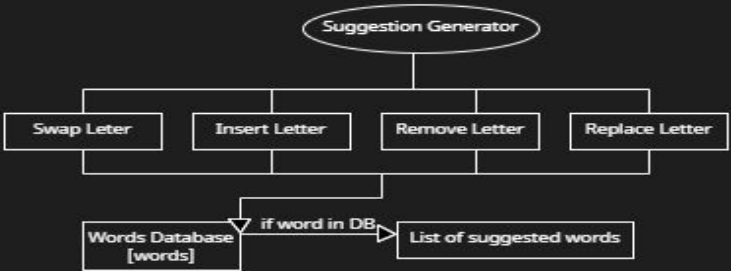 Suggestion Generator
Swap Leter
Insert Letter
Remove Letter
Replace Letter
if word in DB
Words Database
[words]
List of suggested words